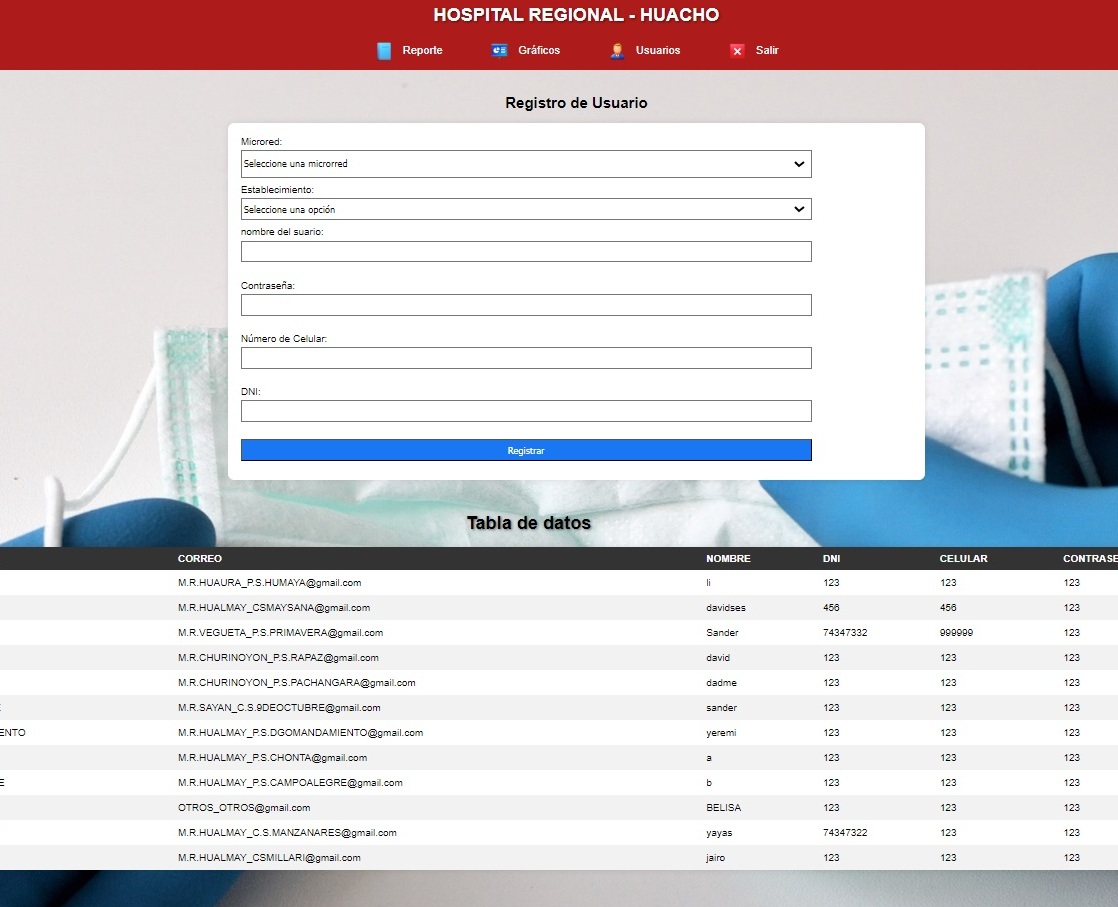 HOSPITAL REGIONAL - HUACHO
Reporte Gráficos Usuarios Salir
Registro de Usuario
Microred:
Seleccione una microrred
Establecimiento:
Seleccione una opción
nombre del suario:
Contraseña:
Número de Celular:
DNI:
Registrar
Tabla de datos
CORREO NOMBRE DNI CELULAR CONTRASE
M.R.HUAURA_P.S.HUMAYA@gmail.com li 123 123 123
M.R.HUALMAY_CSMAYSANA@gmail.com davidses 456 456 123
M.R.VEGUETA_P.S.PRIMAVERA@gmail.com Sander 74347332 999999 123
M.R.CHURINOYON_P.S.RAPAZ@gmail.com david 123 123 123
M.R.CHURINOYON_P.S.PACHANGARA@gmail.com dadme 123 123 123
M.R.SAYAN_C.S.9DEOCTUBRE@gmail.com sander 123 123 123
ENTO M.R.HUALMAY_P.S.DGOMANDAMIENTO@gmail.com yeremi 123 123 123
M.R.HUALMAY_P.S.CHONTA@gmail.com a 123 123 123
E M.R.HUALMAY_P.S.CAMPOALEGRE@gmail.com b 123 123 123
OTROS_OTROS@gmail.com BELISA 123 123 123
M.R.HUALMAY_C.S.MANZANARES@gmail.com yayas 74347322 123 123
M.R.HUALMAY_CSMILLARI@gmail.com jairo 123 123 123